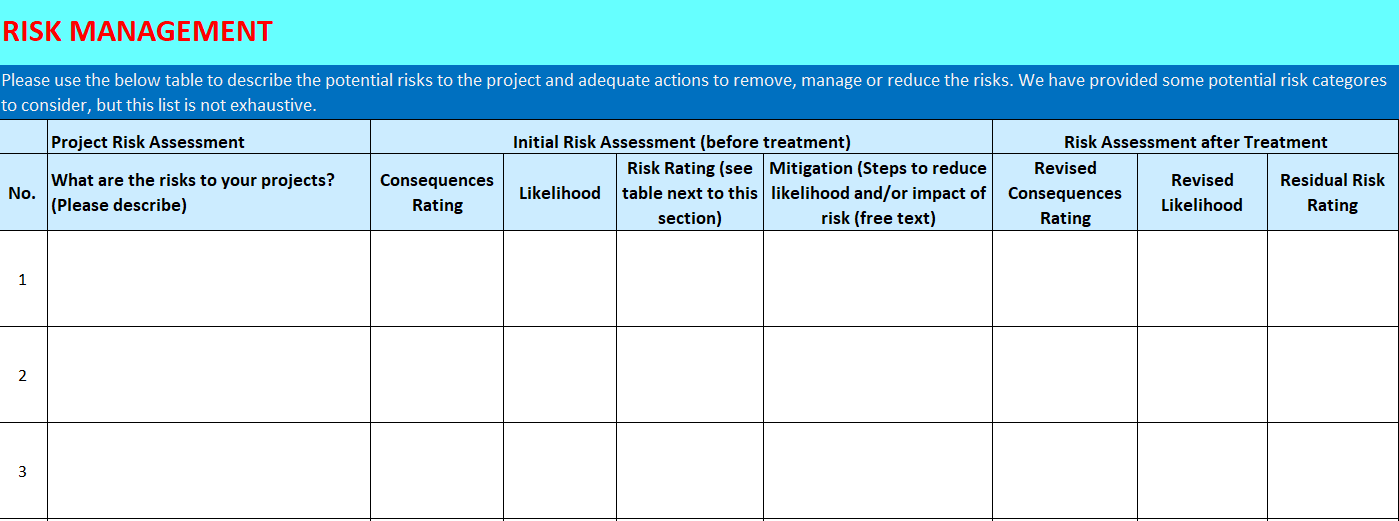 RISK MANAGEMENT
Please use the below table to describe the potential risks to the project and adequate actions to remove, manage or reduce the risks. We have provided some potential risk categores
to consider, but this list is not exhaustive.
Project Risk Assessment
Initial Risk Assessment (before treatment)
Risk Assessment after Treatment
No.
What are the risks to your projects?
(Please describe)
Consequences
Rating
Likelihood
Risk Rating (see
table next to this
section)
Mitigation (Steps to reduce
likelihood and/or impact of
risk (free text)
Revised
Consequences
Rating
Revised
Likelihood
Residual Risk
Rating
1
2
3